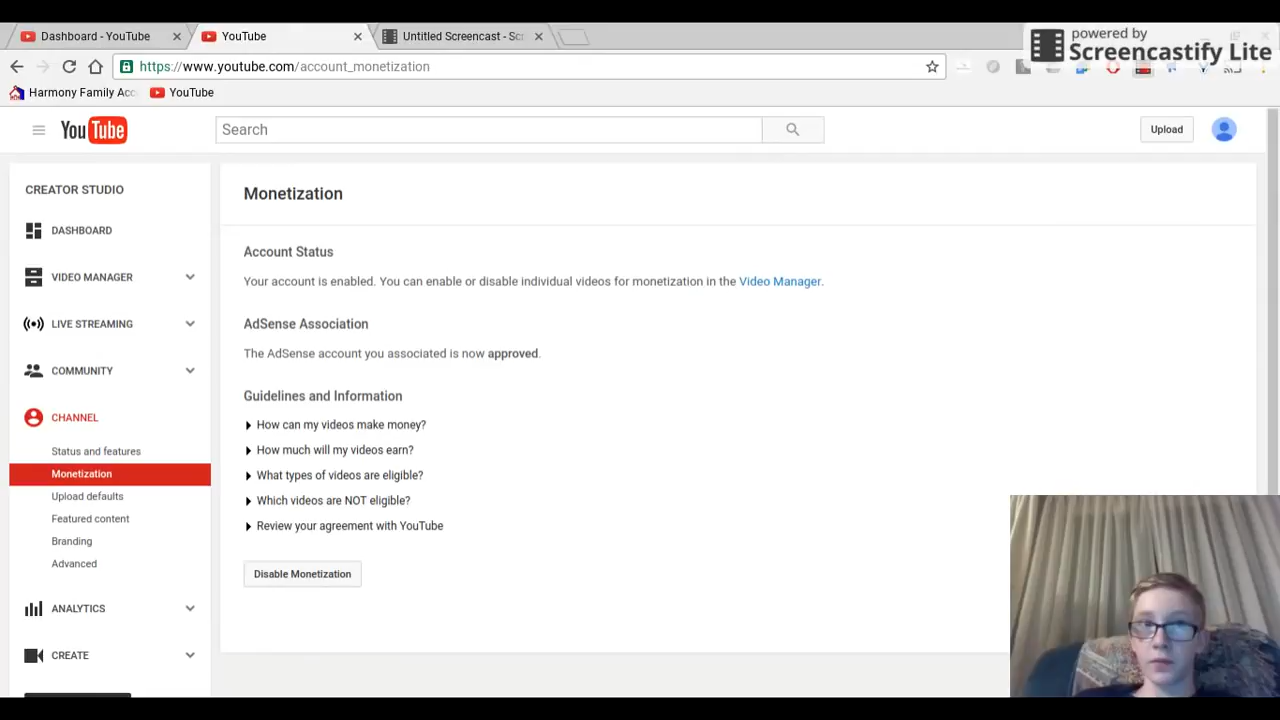 Dashboard - YouTube
YouTube
Untitled Screencast - Scr
powered by
Screencastify Lite
https://www.youtube.com/account_monetization
Harmony Family Acc
YouTube
YouTube
Search
Upload
CREATOR STUDIO
DASHBOARD
VIDEO MANAGER
LIVE STREAMING
COMMUNITY
CHANNEL
Status and features
Monetization
Upload defaults
Featured content
Branding
Advanced
ANALYTICS
CREATE
Monetization
Account Status
Your account is enabled. You can enable or disable individual videos for monetization in the Video Manager.
AdSense Association
The AdSense account you associated is now approved.
Guidelines and Information
How can my videos make money?
How much will my videos earn?
What types of videos are eligible?
Which videos are NOT eligible?
Review your agreement with YouTube
Disable Monetization